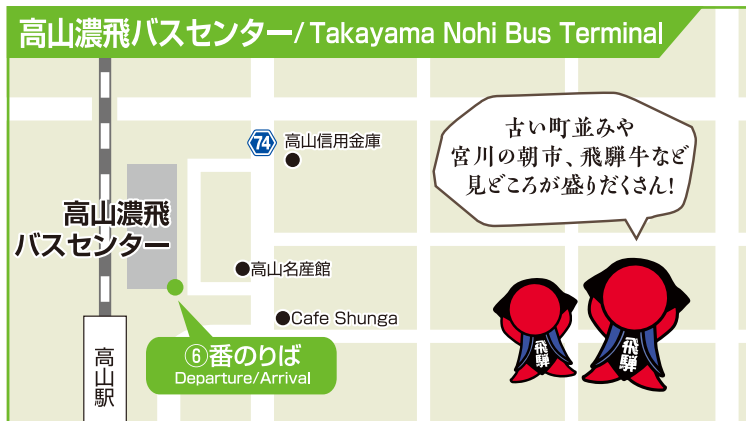 高山濃飛バスセンター/ Takayama Nohi Bus Terminal
74
高山信用金庫
古い町並みや
宮川の朝市、飛騨牛など
見どころが盛りだくさん!
高山濃飛
バスセンター
高山名産館
Cafe Shunga
⑥番のりば
Departure/Arrival
高山駅
飛騨
飛騨